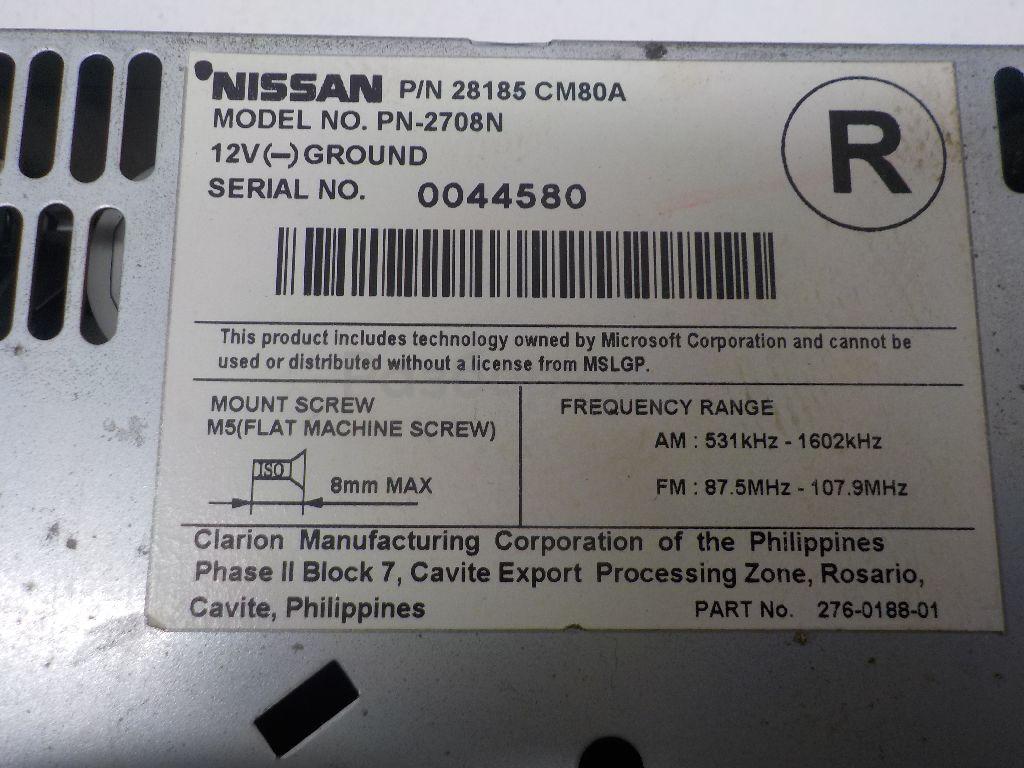 NISSAN P/N 28185 CM80A
MODEL NO. PN-2708N
12V(–)GROUND
SERIAL NO. 0044580
R
This product includes technology owned by Microsoft Corporation and cannot be
used or distributed without a license from MSLGP.
MOUNT SCREW
M5(FLAT MACHINE SCREW)
ISO
8mm MAX
FREQUENCY RANGE
AM : 531kHz - 1602kHz
FM : 87.5MHz - 107.9MHz
Clarion Manufacturing Corporation of the Philippines
Phase II Block 7, Cavite Export Processing Zone, Rosario,
Cavite, Philippines
PART No. 276-0188-01